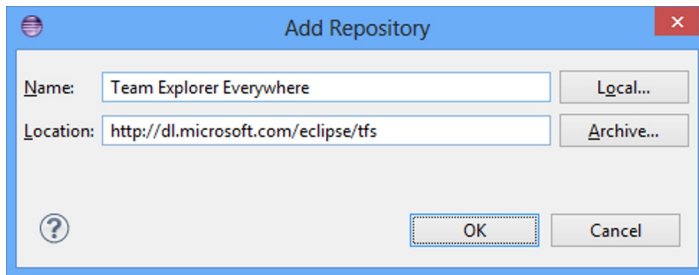 Add Repository
Name: Team Explorer Everywhere Local...
Location: http://dl.microsoft.com/eclipse/tfs Archive...
? OK Cancel